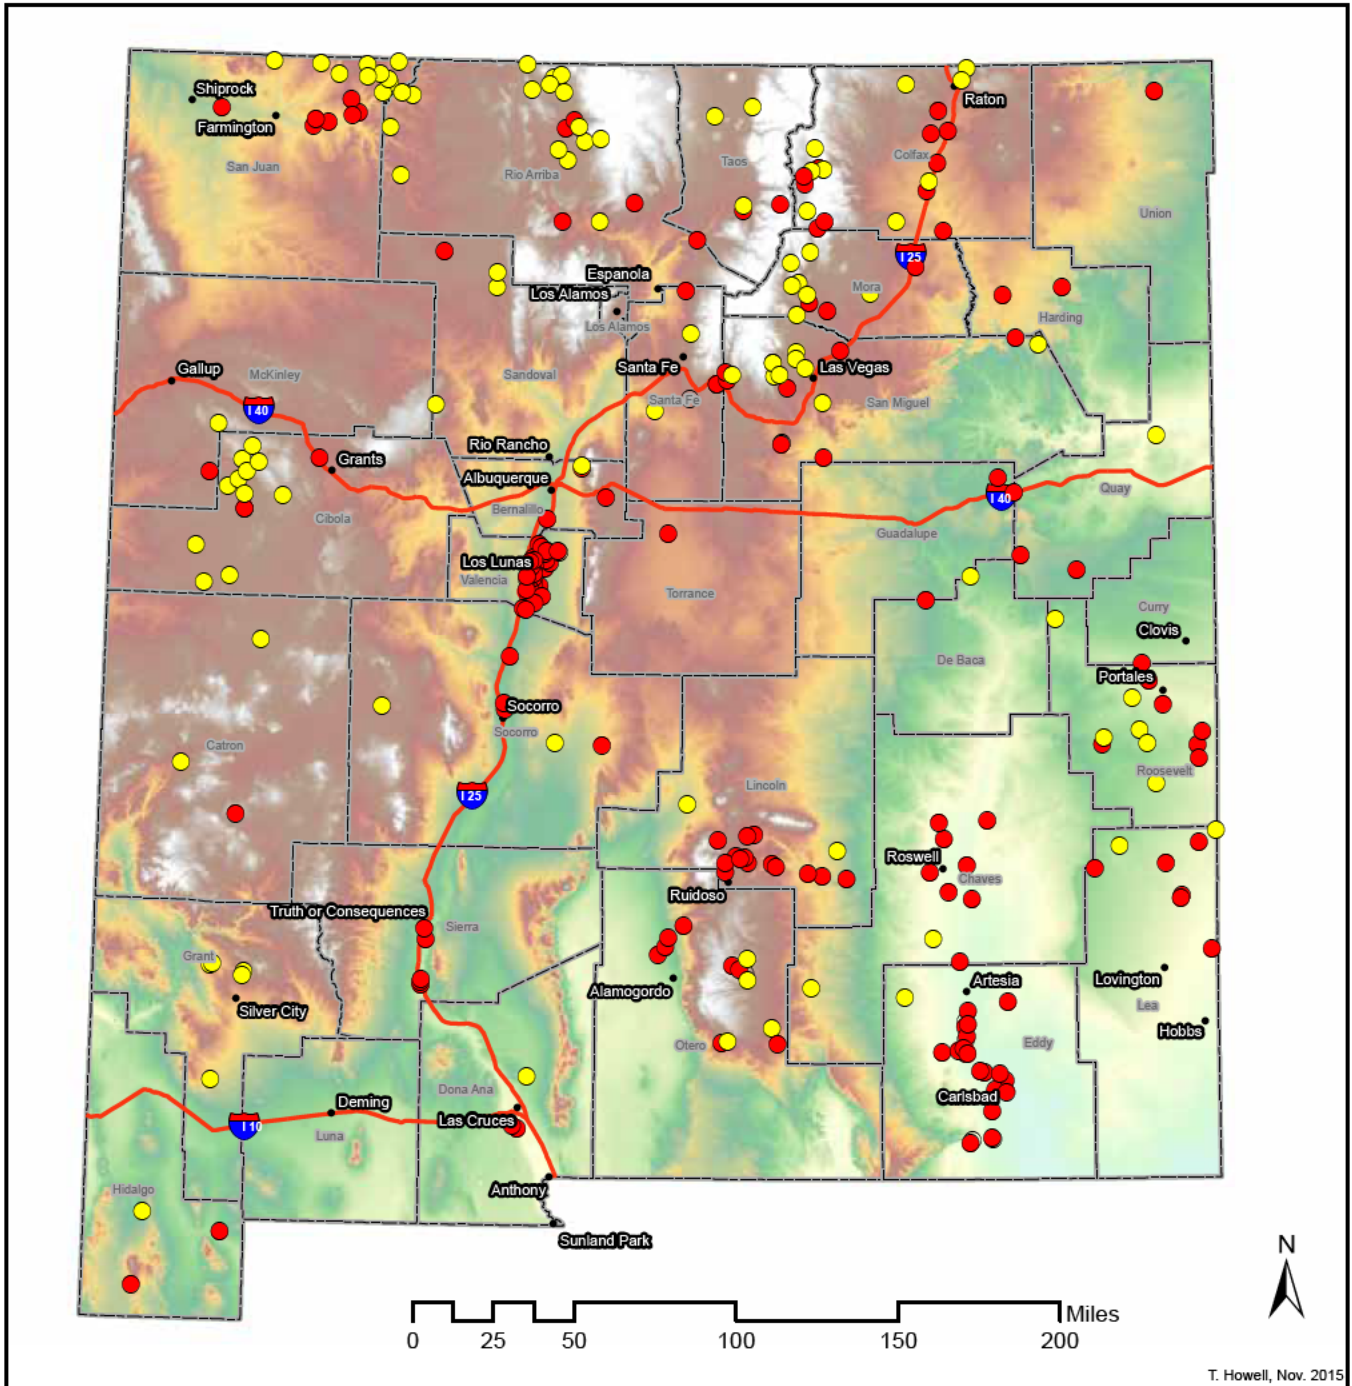 Shiprock
Raton
Farmington
Colfax
San Juan
Taos
Rio Arriba
Union
I 25
Espanola
Mora
Los Alamos
Los Alamos
Harding
Gallup
McKinley
Sandoval
Santa Fe
Las Vegas
Santa Fe
San Miguel
I 40
Rio Rancho
Grants
Albuquerque
Quay
I 40
Bernalillo
Cibola
Guadalupe
Los Lunas
Valencia
Torrance
Curry
Clovis
De Baca
Portales
Socorro
Socorro
Catron
Roosevelt
Lincoln
I 25
Roswell
Chaves
Ruidoso
Truth or Consequences
Sierra
Grant
Lovington
Artesia
Alamogordo
Silver City
Lea
Hobbs
Otero
Eddy
Dona Ana
Carlsbad
Deming
Las Cruces
I 10
Luna
Hidalgo
Anthony
Sunland Park
N
Miles
0 25 50 100 150 200
T. Howell, Nov. 2015